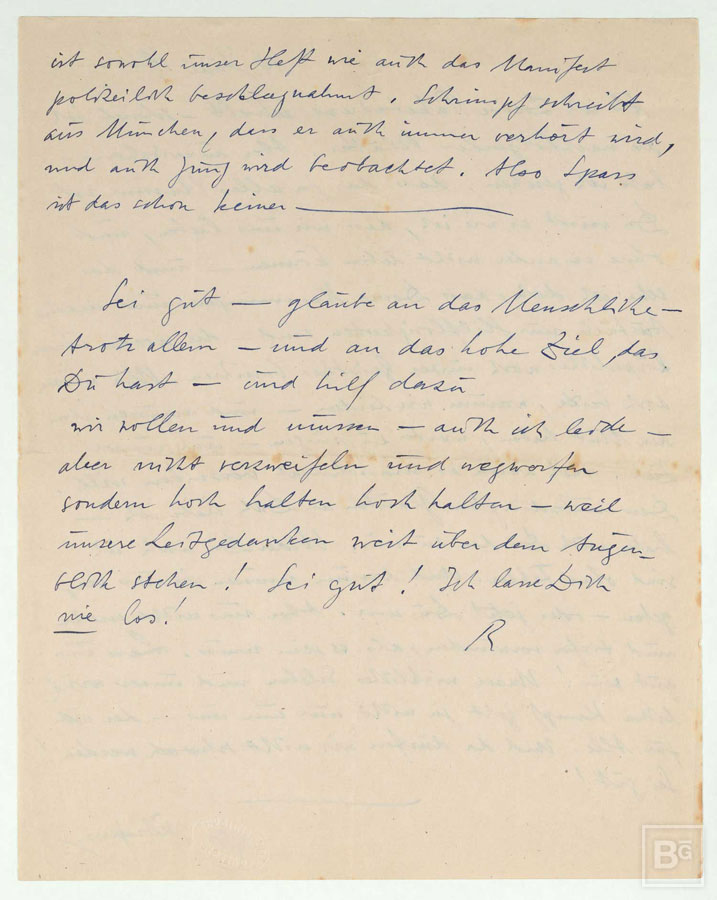 ist sowohl unser Heft wie auch das Manifest
polizeilich beschlagnahmt. Schrimpf schreibt
aus München, dass er auch immer verhört wird,
und auch Jung wird beobachtet. Also Spass
ist das schon keiner —
Sei gut — glaube an das Menschliche —
trotz allem — und an das hohe Ziel, das
Du hast — und hilf dazu
wir wollen und müssen — auch ich leide —
aber nicht verzweifeln und wegwerfen
sondern hoch halten hoch halten — weil
unsere Leitgedanken weit über dem Augen-
blick stehen! Sei gut! Ich lasse Dich
nie los!
R
BG